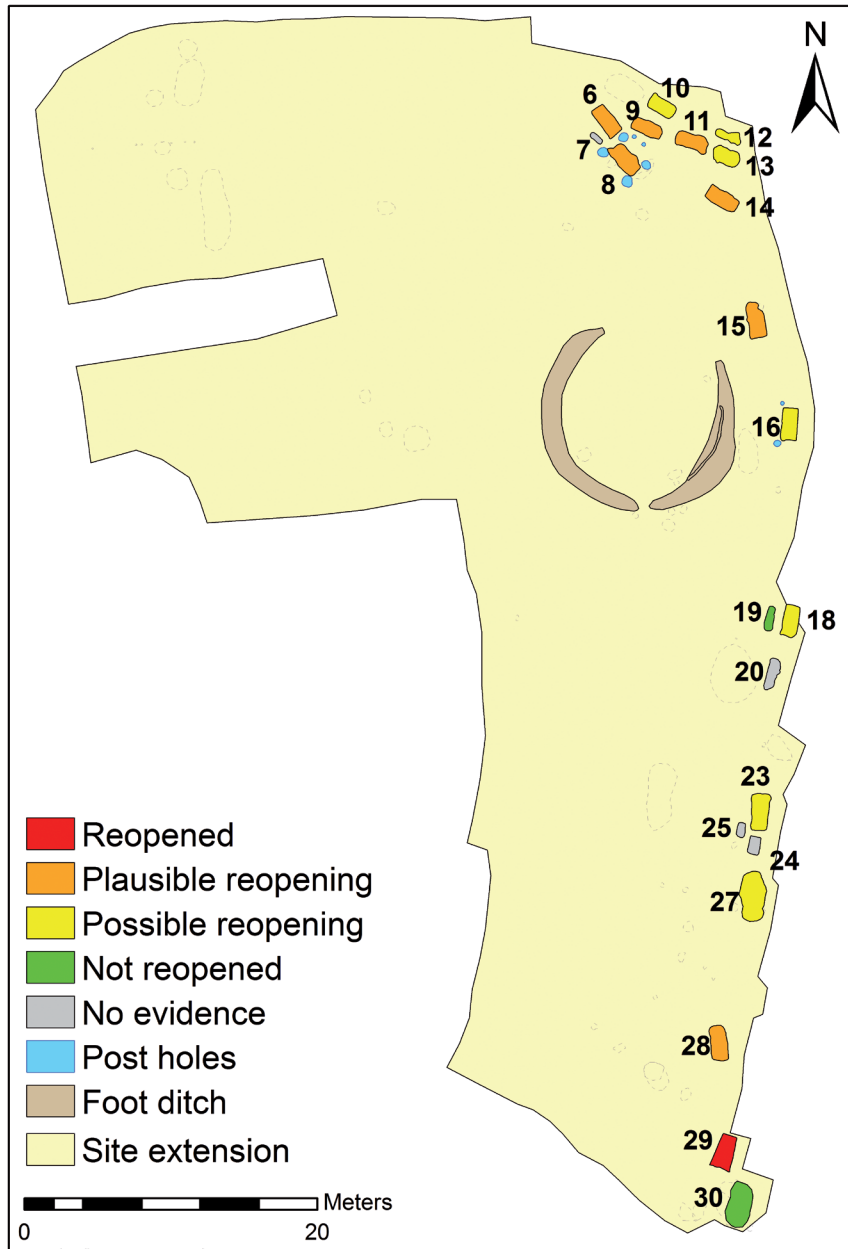 N
10
6
9
11
12
7
13
8
14
15
16
19
18
20
23
25
24
27
28
29
30
Reopened
Plausible reopening
Possible reopening
Not reopened
No evidence
Post holes
Foot ditch
Site extension
Meters
0 20